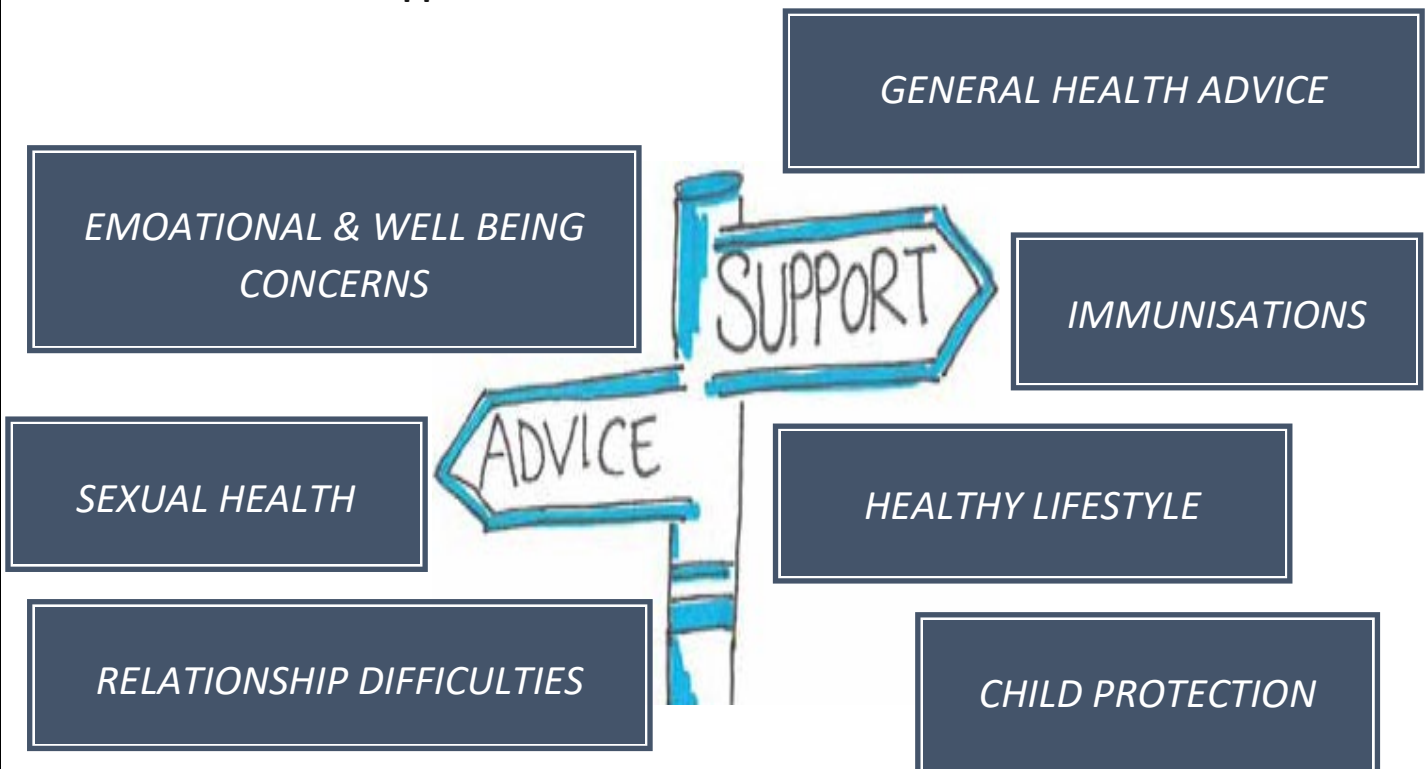 GENERAL HEALTH ADVICE
EMOATIONAL & WELL BEING
CONCERNS
SUPPORT
IMMUNISATIONS
ADVICE
SEXUAL HEALTH
HEALTHY LIFESTYLE
RELATIONSHIP DIFFICULTIES
CHILD PROTECTION